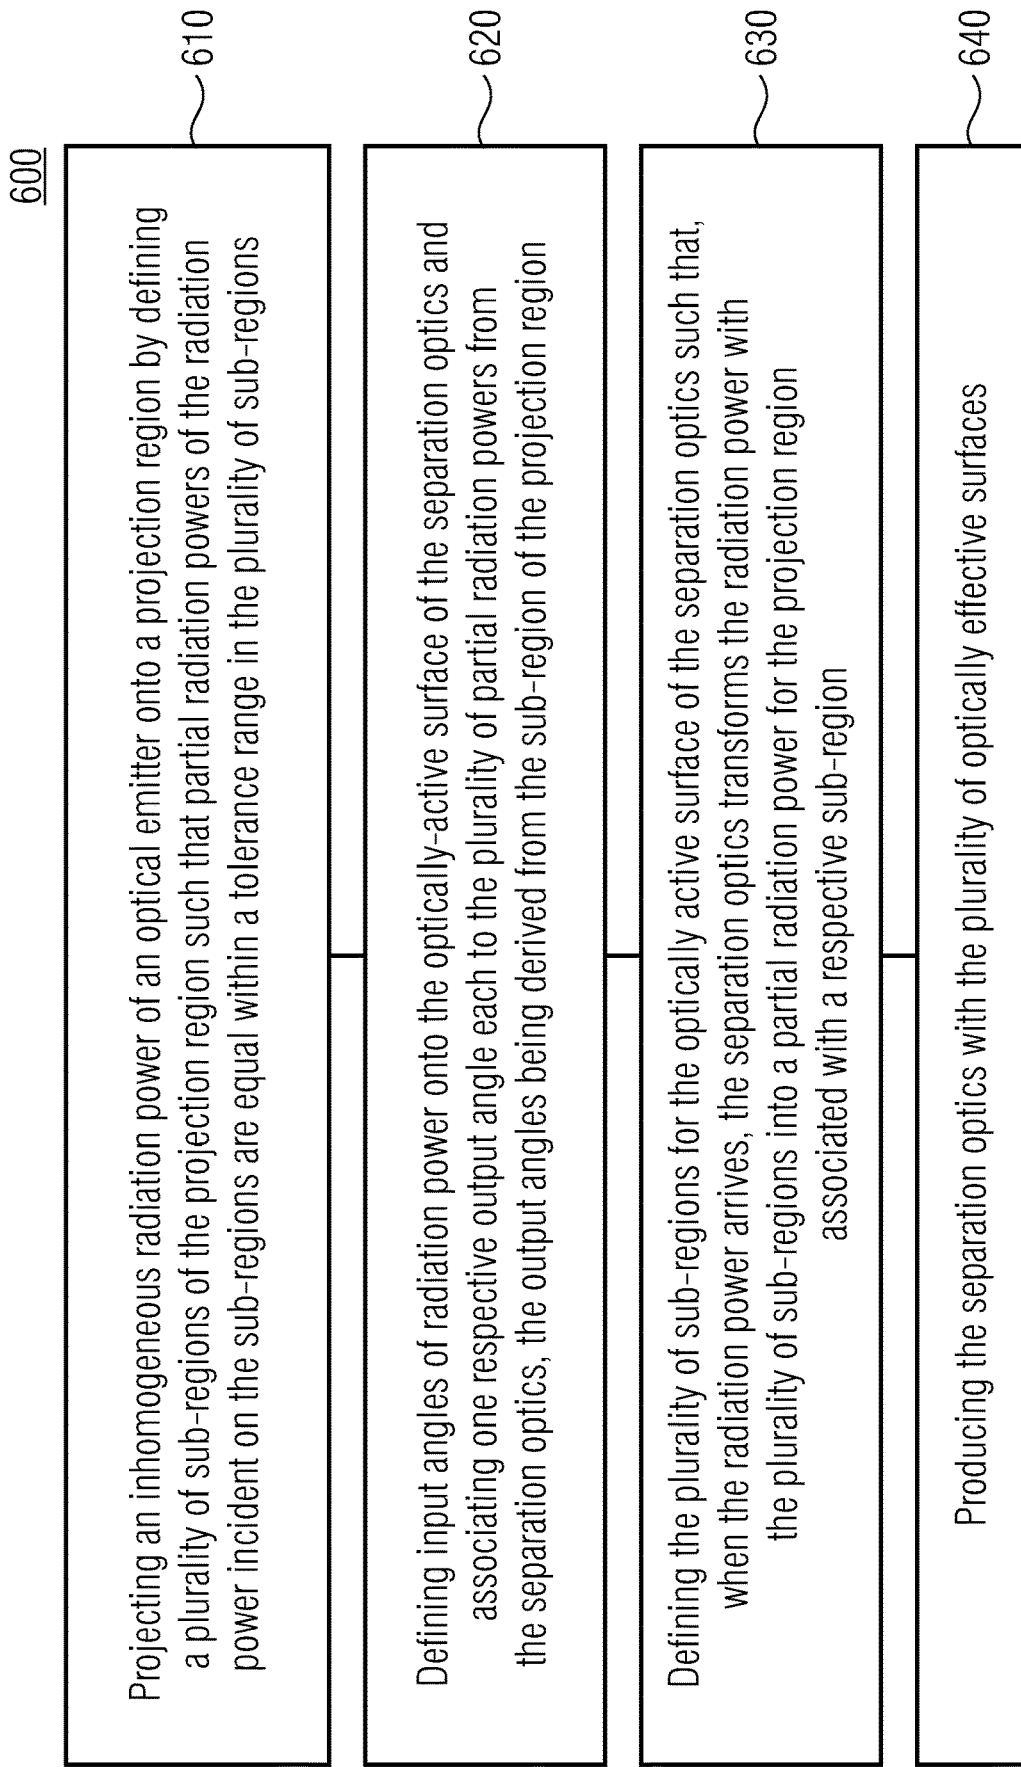 600
Projecting an inhomogeneous radiation power of an optical emitter onto a projection region by defining
a plurality of sub-regions of the projection region such that partial radiation powers of the radiation
power incident on the sub-regions are equal within a tolerance range in the plurality of sub-regions
610
Defining input angles of radiation power onto the optically-active surface of the separation optics and
associating one respective output angle each to the plurality of partial radiation powers from
the separation optics, the output angles being derived from the sub-region of the projection region
620
Defining the plurality of sub-regions for the optically active surface of the separation optics such that,
when the radiation power arrives, the separation optics transforms the radiation power with
the plurality of sub-regions into a partial radiation power for the projection region
associated with a respective sub-region
630
Producing the separation optics with the plurality of optically effective surfaces
640